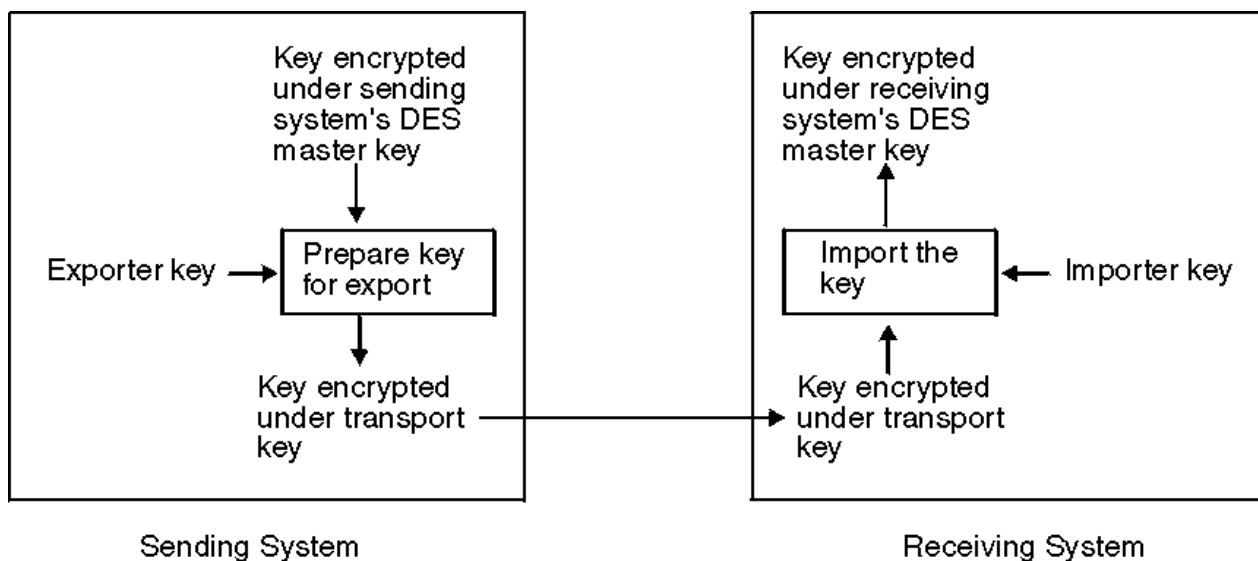 Key encrypted
under sending
system's DES
master key
Exporter key
Prepare key
for export
Key encrypted
under transport
key
Sending System
Key encrypted
under receiving
system's DES
master key
Import the
key
Importer key
Key encrypted
under transport
key
Receiving System